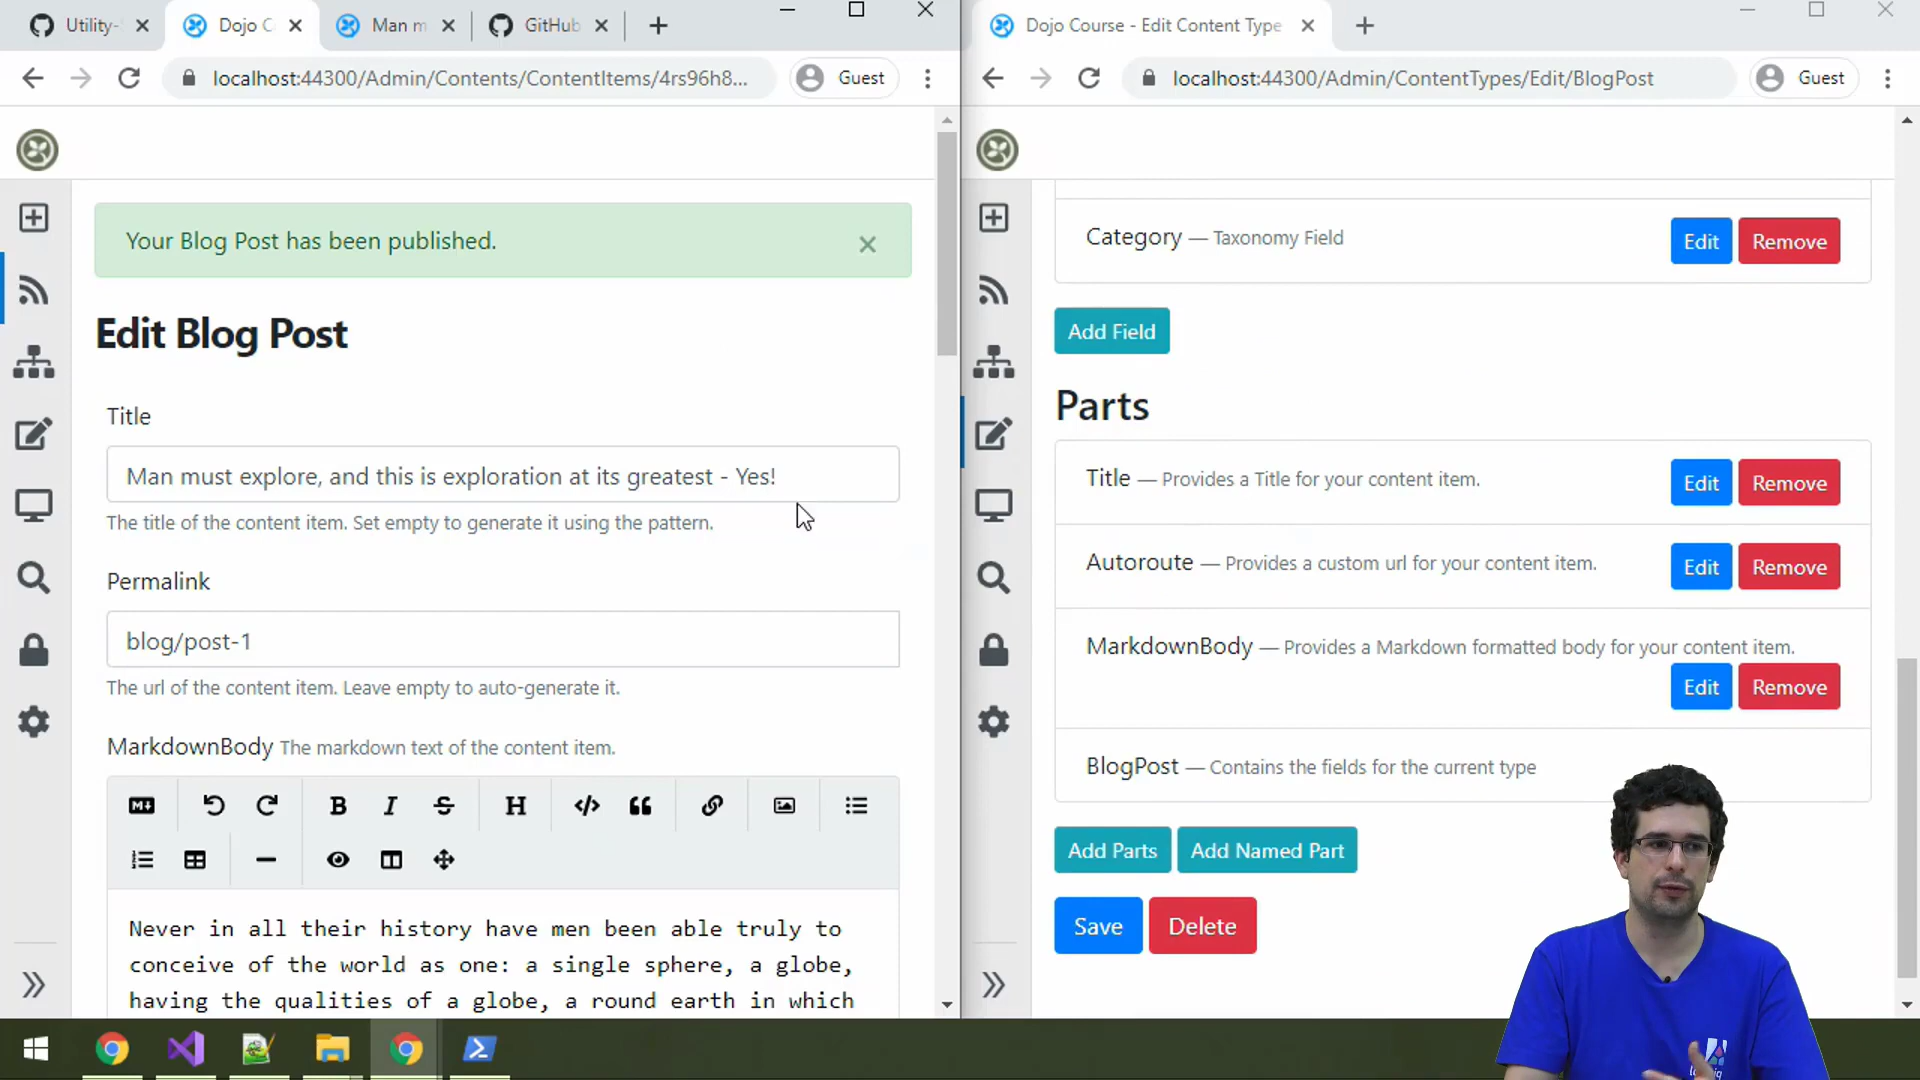 Utility-
Dojo C
Man m
GitHub
localhost:44300/Admin/Contents/ContentItems/4rs96h8...
Guest
Your Blog Post has been published.
Edit Blog Post
Title
Man must explore, and this is exploration at its greatest - Yes!
The title of the content item. Set empty to generate it using the pattern.
Permalink
blog/post-1
The url of the content item. Leave empty to auto-generate it.
MarkdownBody The markdown text of the content item.
Never in all their history have men been able truly to
conceive of the world as one: a single sphere, a globe,
having the qualities of a globe, a round earth in which
Dojo Course - Edit Content Type
localhost:44300/Admin/ContentTypes/Edit/BlogPost
Guest
Category — Taxonomy Field
Edit
Remove
Add Field
Parts
Title — Provides a Title for your content item.
Edit
Remove
Autoroute — Provides a custom url for your content item.
Edit
Remove
MarkdownBody — Provides a Markdown formatted body for your content item.
Edit
Remove
BlogPost — Contains the fields for the current type
Add Parts
Add Named Part
Save
Delete